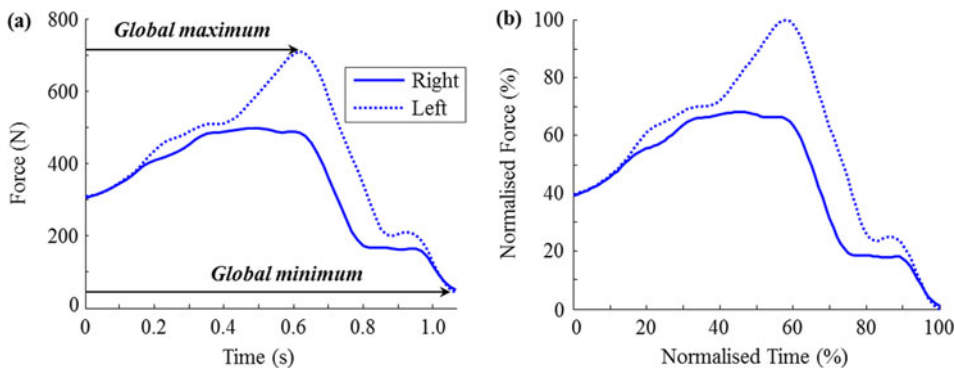 (a)
Global maximum
800
600
400
200
0
Force (N)
Right
Left
Global minimum
0
0.2
0.4
0.6
0.8
1.0
Time (s)
(b)
100
80
60
40
20
0
Normalised Force (%)
0
20
40
60
80
100
Normalised Time (%)